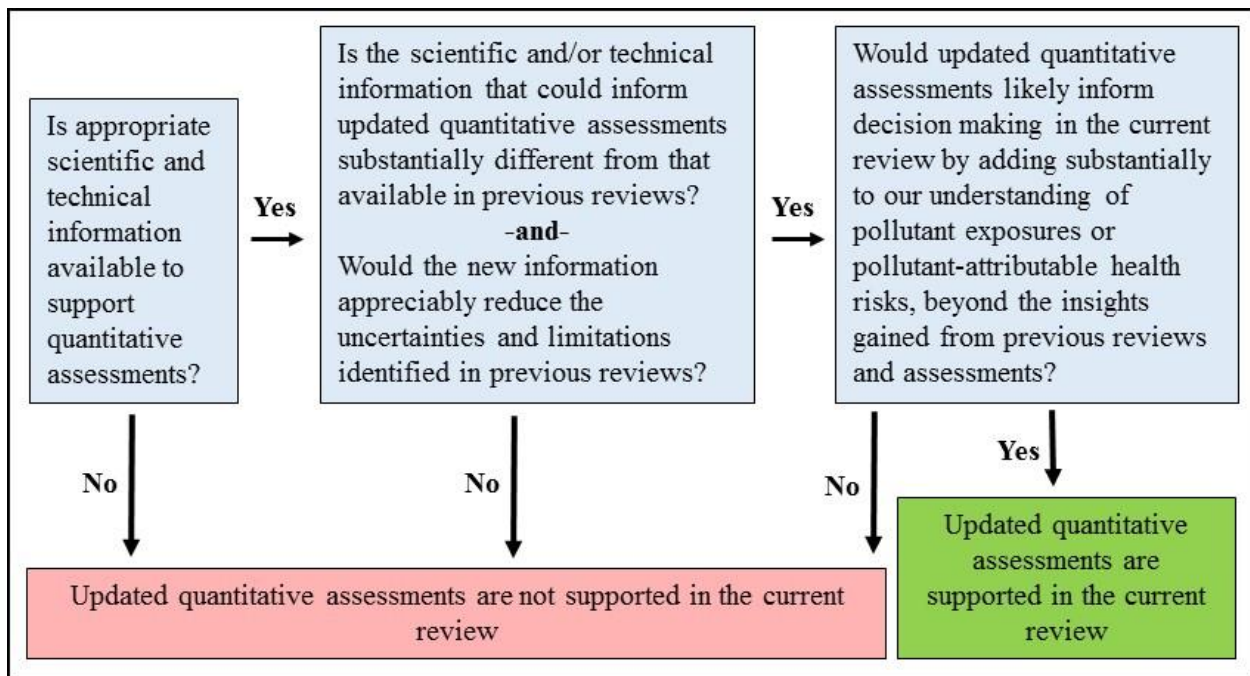 Is appropriate
scientific and
technical
information
available to
support
quantitative
assessments?
Yes
No
Is the scientific and/or technical
information that could inform
updated quantitative assessments
substantially different from that
available in previous reviews?
-and-
Would the new information
appreciably reduce the
uncertainties and limitations
identified in previous reviews?
Yes
No
Would updated quantitative
assessments likely inform
decision making in the current
review by adding substantially
to our understanding of
pollutant exposures or
pollutant-attributable health
risks, beyond the insights
gained from previous reviews
and assessments?
No
Yes
Updated quantitative assessments are not supported in the current
review
Updated quantitative
assessments are
supported in the current
review